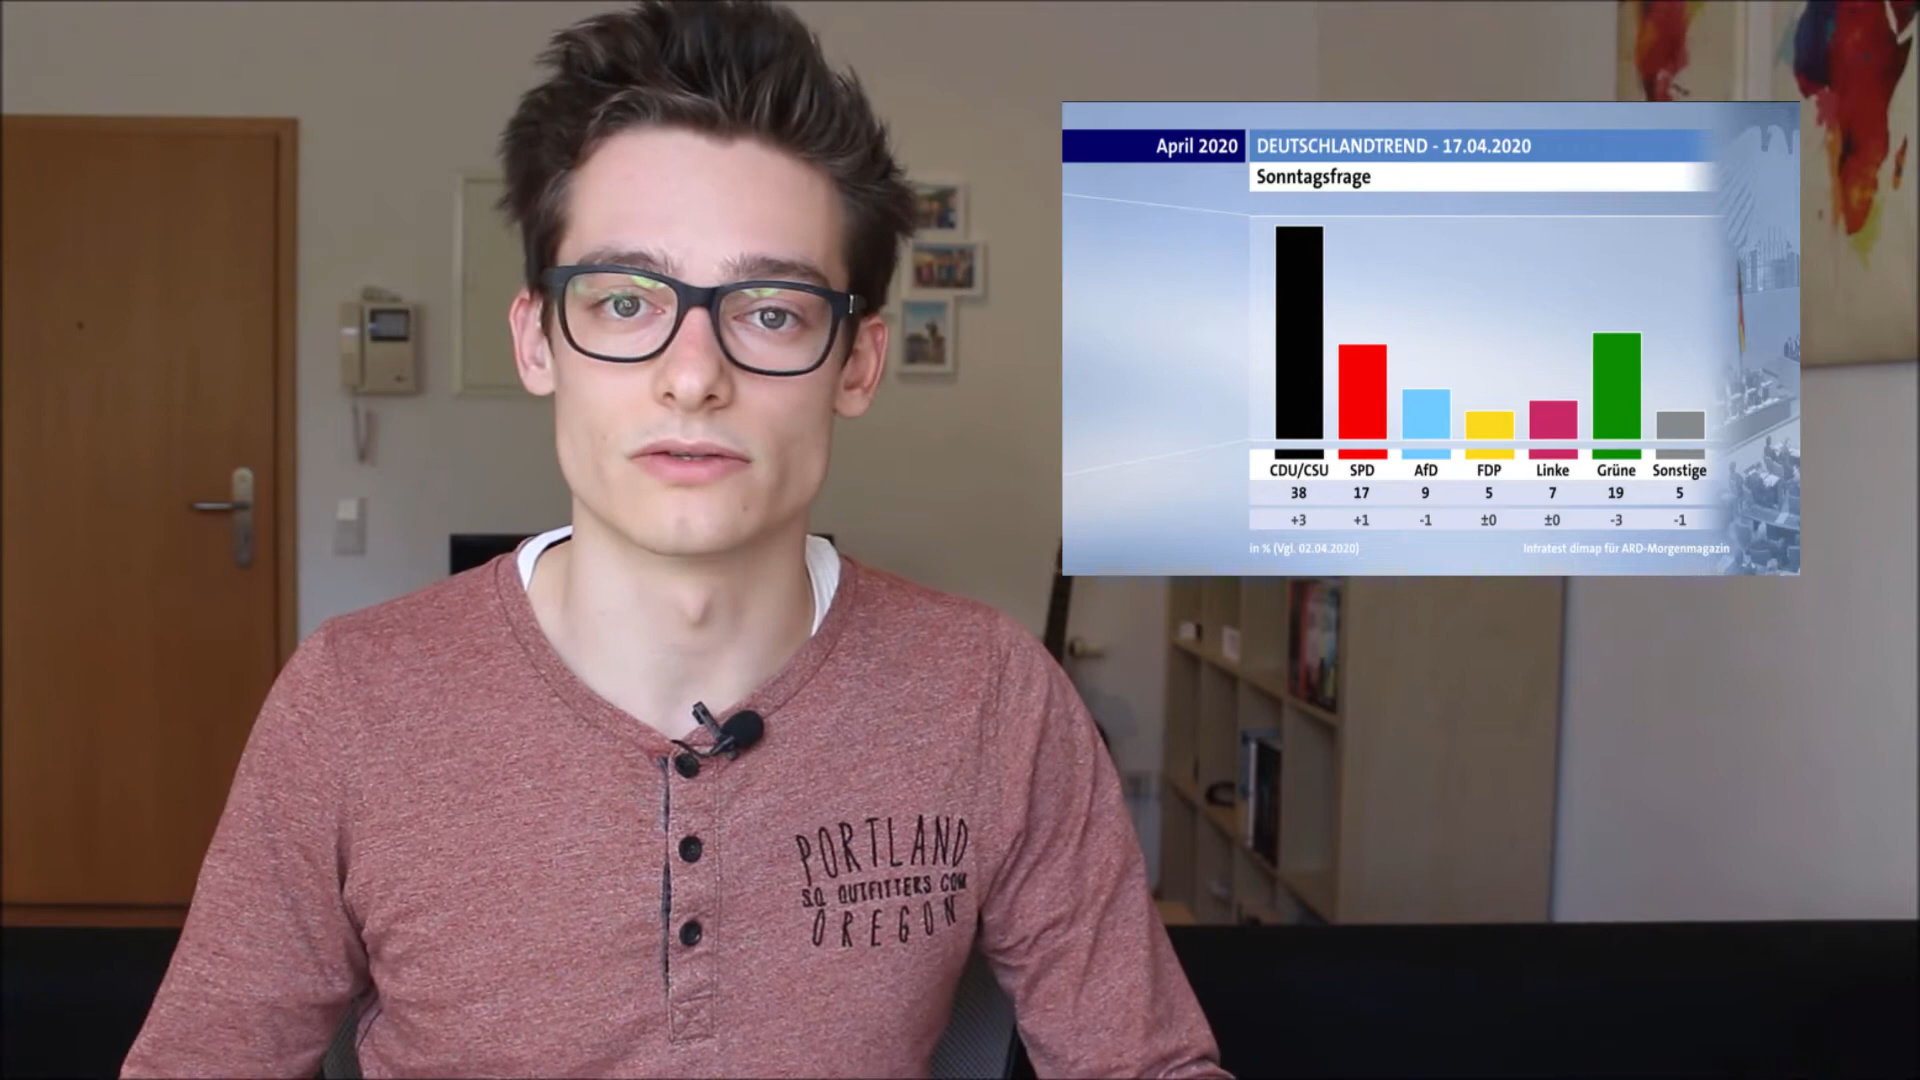 April 2020
DEUTSCHLANDTREND - 17.04.2020
Sonntagsfrage
CDU/CSU SPD AfD FDP Linke Grüne Sonstige
38 17 9 5 7 19 5
+3 +1 -1 ±0 ±0 -3 -1
in % (Vgl. 02.04.2020)
Infratest dimap für ARD-Morgenmagazin
PORTLAND
SQ OUTFITTERS COM
OREGON